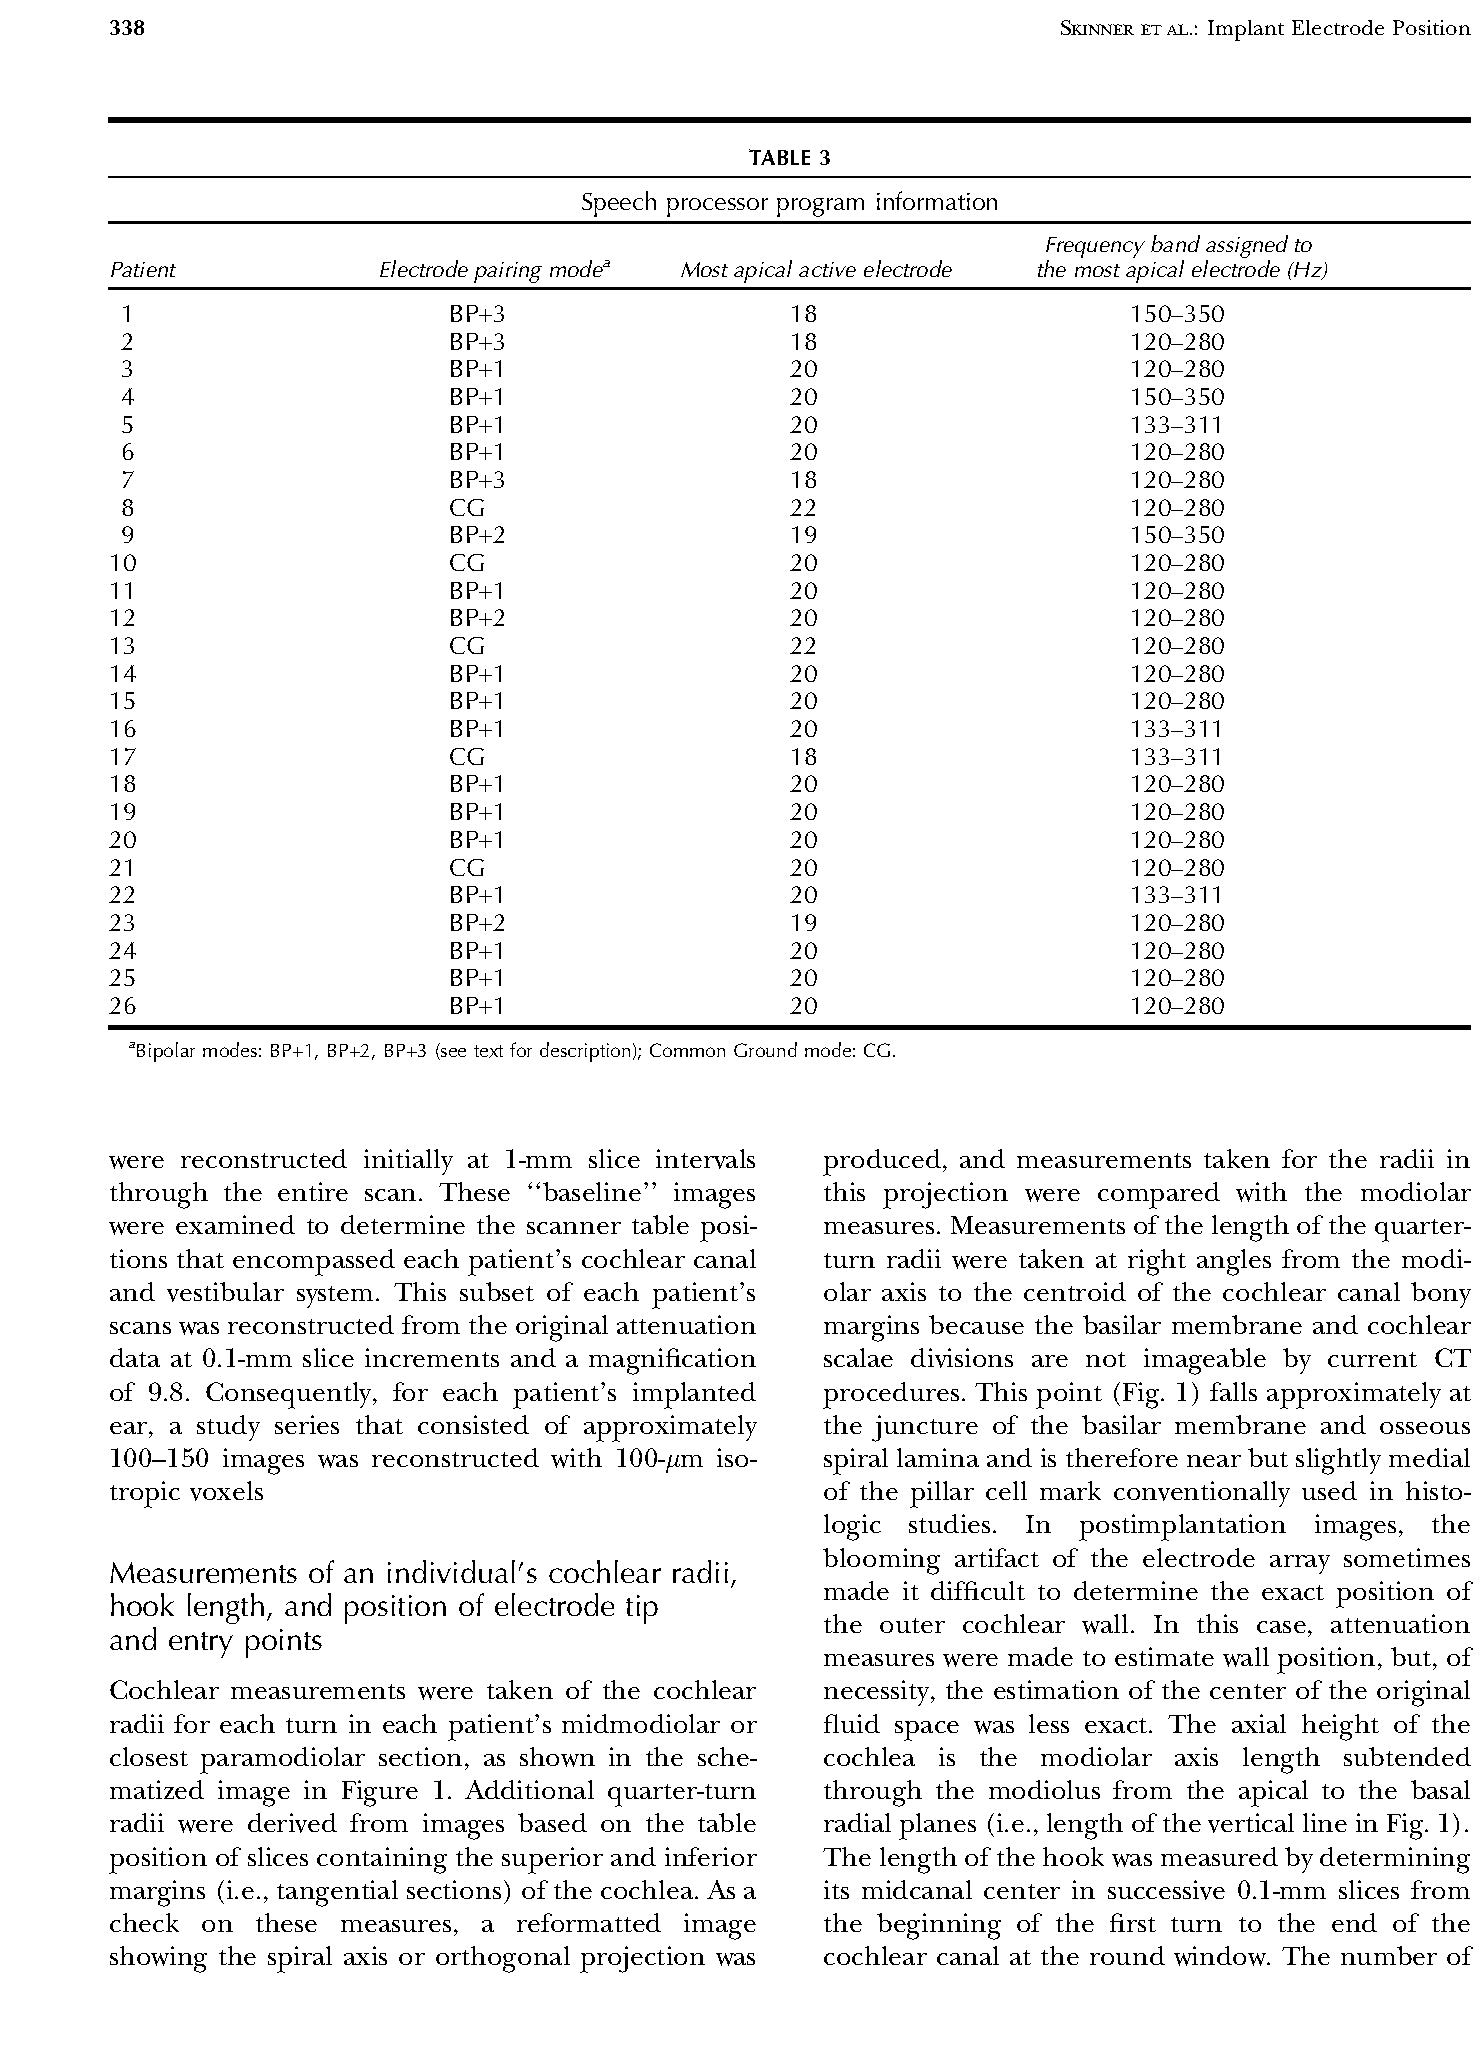 338
SKINNER ET AL.: Implant Electrode Position
TABLE 3
Speech processor program information
Frequency band assigned to
Patient Electrode pairing modeᵃ Most apical active electrode the most apical electrode (Hz)
1 BP+3 18 150–350
2 BP+3 18 120–280
3 BP+1 20 120–280
4 BP+1 20 150–350
5 BP+1 20 133–311
6 BP+1 20 120–280
7 BP+3 18 120–280
8 CG 22 120–280
9 BP+2 19 150–350
10 CG 20 120–280
11 BP+1 20 120–280
12 BP+2 20 120–280
13 CG 22 120–280
14 BP+1 20 120–280
15 BP+1 20 120–280
16 BP+1 20 133–311
17 CG 18 133–311
18 BP+1 20 120–280
19 BP+1 20 120–280
20 BP+1 20 120–280
21 CG 20 120–280
22 BP+1 20 133–311
23 BP+2 19 120–280
24 BP+1 20 120–280
25 BP+1 20 120–280
26 BP+1 20 120–280
ᵃBipolar modes: BP+1, BP+2, BP+3 (see text for description); Common Ground mode: CG.
were reconstructed initially at 1-mm slice intervals
through the entire scan. These ‘‘baseline’’ images
were examined to determine the scanner table posi-
tions that encompassed each patient’s cochlear canal
and vestibular system. This subset of each patient’s
scans was reconstructed from the original attenuation
data at 0.1-mm slice increments and a magnification
of 9.8. Consequently, for each patient’s implanted
ear, a study series that consisted of approximately
100–150 images was reconstructed with 100-μm iso-
tropic voxels
Measurements of an individual’s cochlear radii,
hook length, and position of electrode tip
and entry points
Cochlear measurements were taken of the cochlear
radii for each turn in each patient’s midmodiolar or
closest paramodiolar section, as shown in the sche-
matized image in Figure 1. Additional quarter-turn
radii were derived from images based on the table
position of slices containing the superior and inferior
margins (i.e., tangential sections) of the cochlea. As a
check on these measures, a reformatted image
showing the spiral axis or orthogonal projection was
produced, and measurements taken for the radii in
this projection were compared with the modiolar
measures. Measurements of the length of the quarter-
turn radii were taken at right angles from the modi-
olar axis to the centroid of the cochlear canal bony
margins because the basilar membrane and cochlear
scalae divisions are not imageable by current CT
procedures. This point (Fig. 1) falls approximately at
the juncture of the basilar membrane and osseous
spiral lamina and is therefore near but slightly medial
of the pillar cell mark conventionally used in histo-
logic studies. In postimplantation images, the
blooming artifact of the electrode array sometimes
made it difficult to determine the exact position of
the outer cochlear wall. In this case, attenuation
measures were made to estimate wall position, but, of
necessity, the estimation of the center of the original
fluid space was less exact. The axial height of the
cochlea is the modiolar axis length subtended
through the modiolus from the apical to the basal
radial planes (i.e., length of the vertical line in Fig. 1).
The length of the hook was measured by determining
its midcanal center in successive 0.1-mm slices from
the beginning of the first turn to the end of the
cochlear canal at the round window. The number of